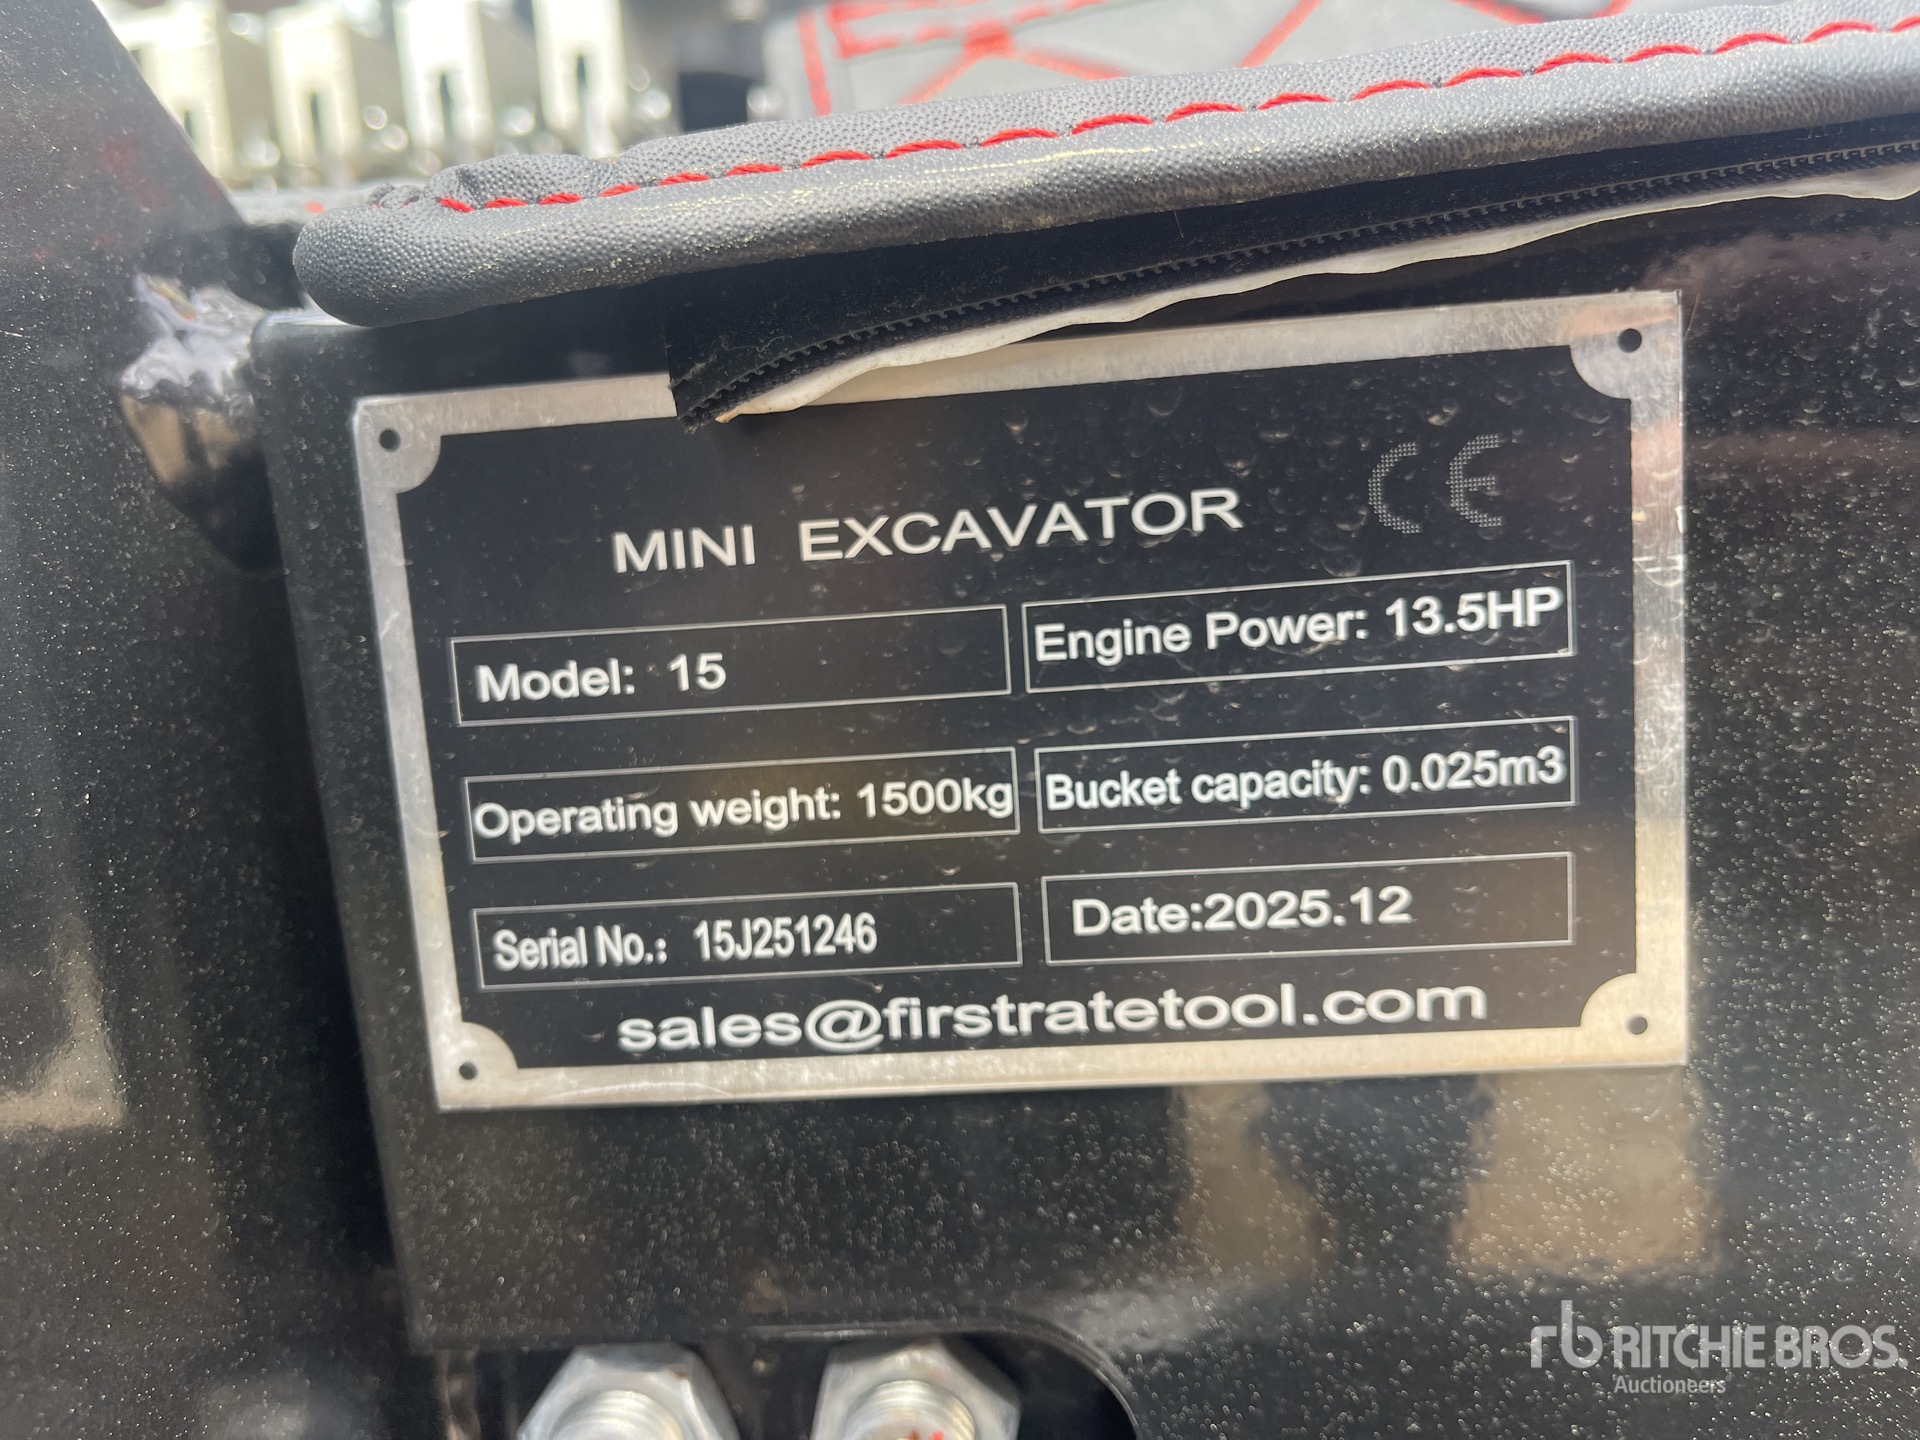 CE
MINI EXCAVATOR
Model: 15
Engine Power: 13.5HP
Operating weight: 1500kg
Bucket capacity: 0.025m3
Serial No.: 15J251246
Date:2025.12
sales@firstratetool.com
rb RITCHIE BROS.
Auctioneers